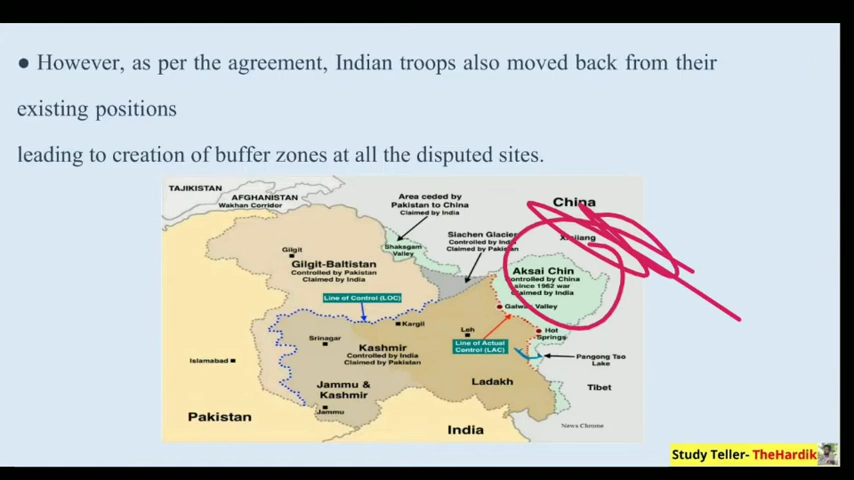 ● However, as per the agreement, Indian troops also moved back from their
existing positions
leading to creation of buffer zones at all the disputed sites.
TAJIKISTAN
AFGHANISTAN
Wakhan Corridor
Area ceded by
Pakistan to China
Claimed by India
China
Xinjiang
Siachen Glacier
Controlled by India
Claimed by Pakistan
Shaksgam
Valley
Gilgit
Gilgit-Baltistan
Controlled by Pakistan
Claimed by India
Aksai Chin
Controlled by China
since 1962 war
Claimed by India
Line of Control (LOC)
Galwan Valley
Kargil
Leh
Hot
Springs
Srinagar
Kashmir
Controlled by India
Claimed by Pakistan
Line of Actual
Control (LAC)
Islamabad
Pangong Tso
Lake
Jammu &
Kashmir
Ladakh
Tibet
Jammu
Pakistan
India
News Chrome
Study Teller- TheHardik